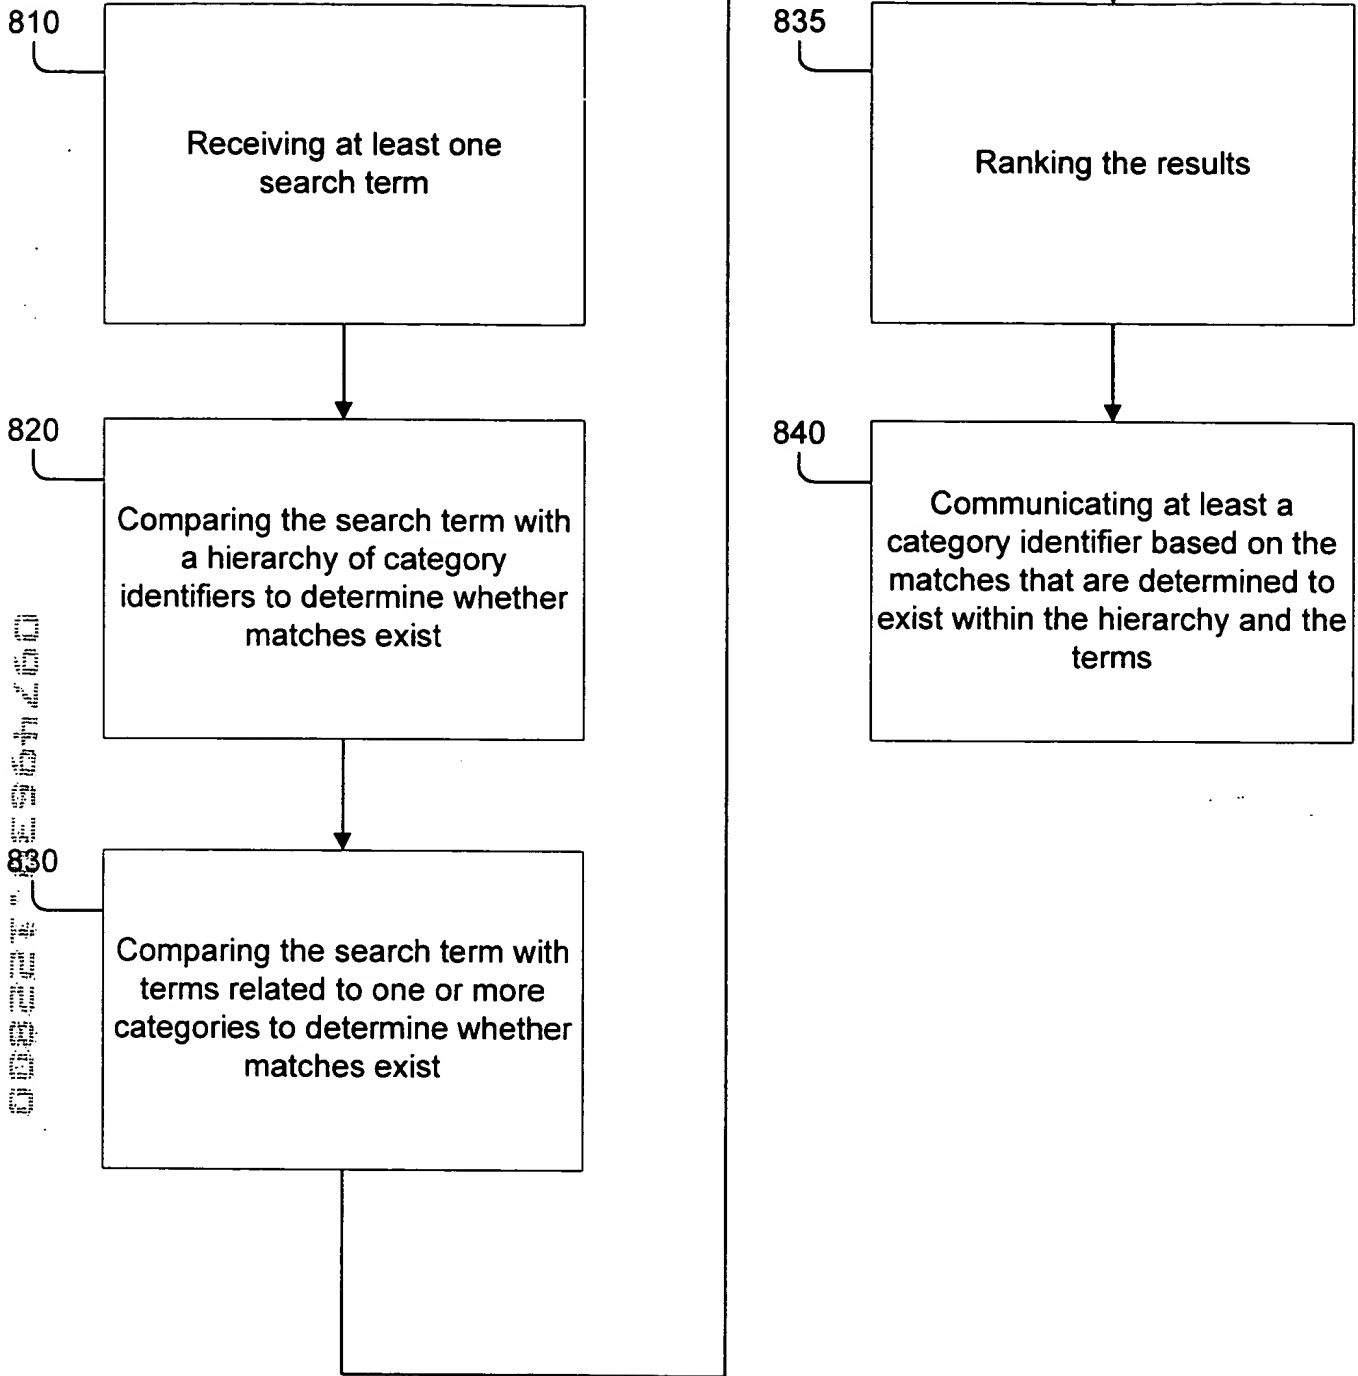 810
Receiving at least one
search term
820
Comparing the search term with
a hierarchy of category
identifiers to determine whether
matches exist
830
Comparing the search term with
terms related to one or more
categories to determine whether
matches exist
835
Ranking the results
840
Communicating at least a
category identifier based on the
matches that are determined to
exist within the hierarchy and the
terms